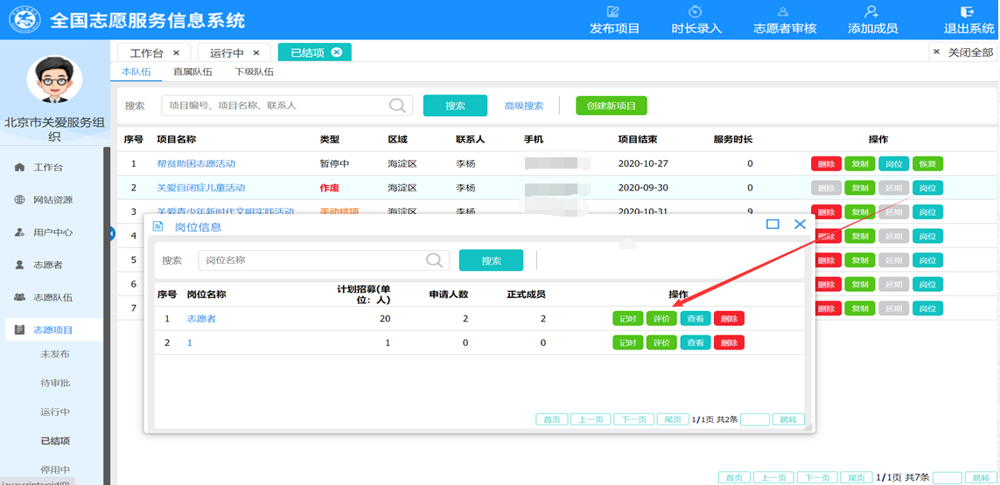 全国志愿服务信息系统
发布项目 时长录入 志愿者审核 添加成员 退出系统
工作台 × 运行中 × 已结项 × × 关闭全部
本队伍 直属队伍 下级队伍
北京市关爱服务组
织
搜索 项目编号、项目名称、联系人 搜索 高级搜索 创建新项目
序号 项目名称 类型 区域 联系人 手机 项目结束 服务时长 操作
1 帮贫助困志愿活动 暂停中 海淀区 李杨 2020-10-27 0 删除 复制 岗位 恢复
2 关爱自闭症儿童活动 作废 海淀区 李杨 2020-09-30 0 删除 复制 延期 岗位
3 关爱青少年新时代文明实践活动 手动结项 海淀区 李杨 2020-10-31 9 删除 复制 延期 岗位
4 删除 复制 延期 岗位
5 删除 复制 延期 岗位
6 删除 复制 延期 岗位
7 删除 复制 延期 岗位
工作台
网站资源
用户中心
志愿者
志愿队伍
志愿项目
未发布
待审批
运行中
已结项
停用中
岗位信息
搜索 岗位名称 搜索
序号 岗位名称 计划招募(单
位：人) 申请人数 正式成员 操作
1 志愿者 20 2 2 记时 评价 查看 删除
2 1 1 0 0 记时 评价 查看 删除
首页 上一页 下一页 尾页 1/1页 共2条 跳转
首页 上一页 下一页 尾页 1/1页 共7条 跳转